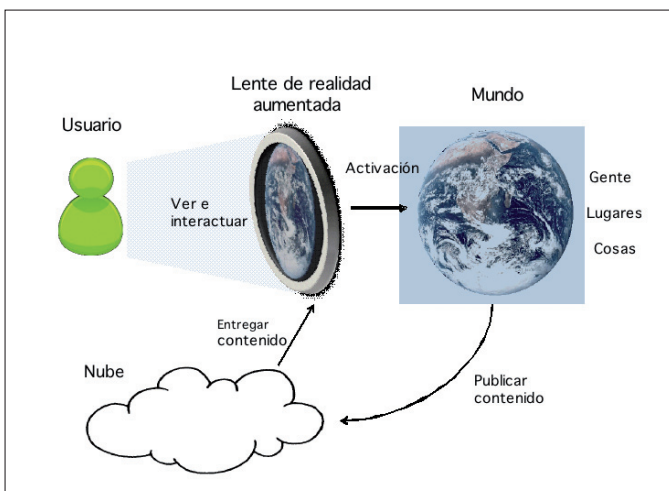 Lente de realidad
aumentada
Mundo
Usuario
Activación
Gente
Ver e
interactuar
Lugares
Cosas
Entregar
contenido
Nube
Publicar
contenido